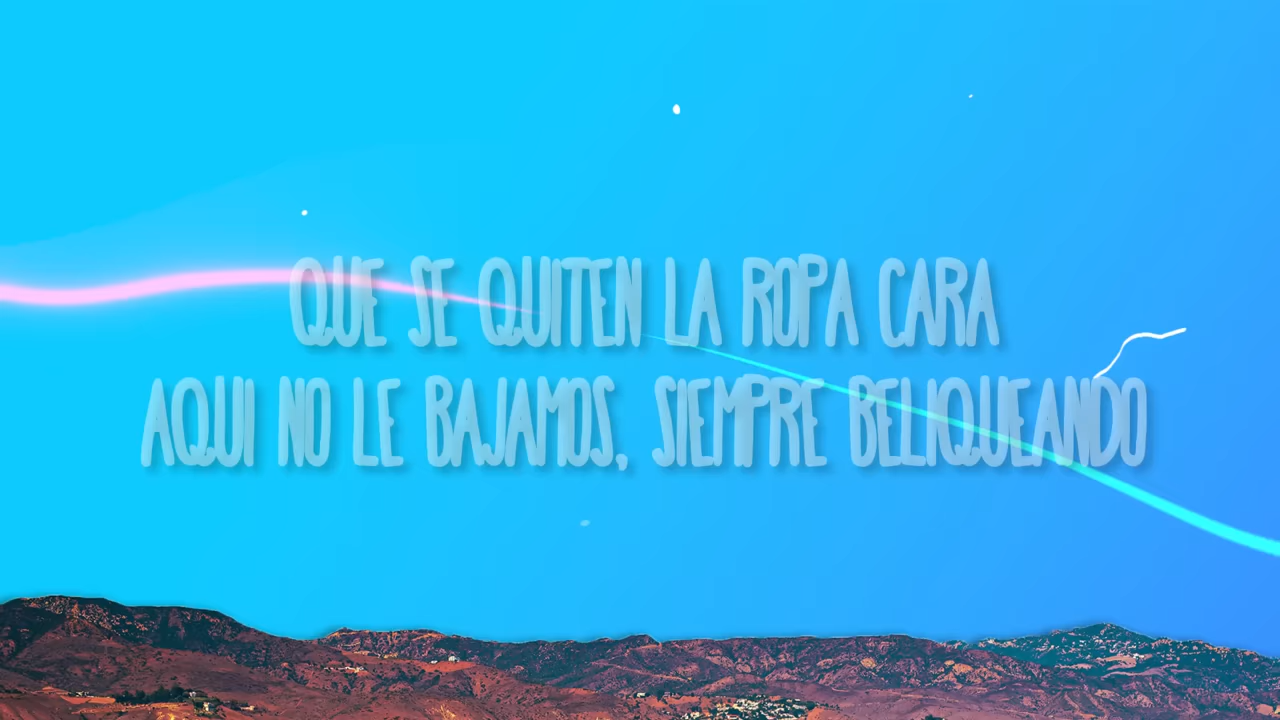 QUE SE QUITEN LA ROPA CARA
AQUI NO LE BAJAMOS, SIEMPRE BELIQUEANDO